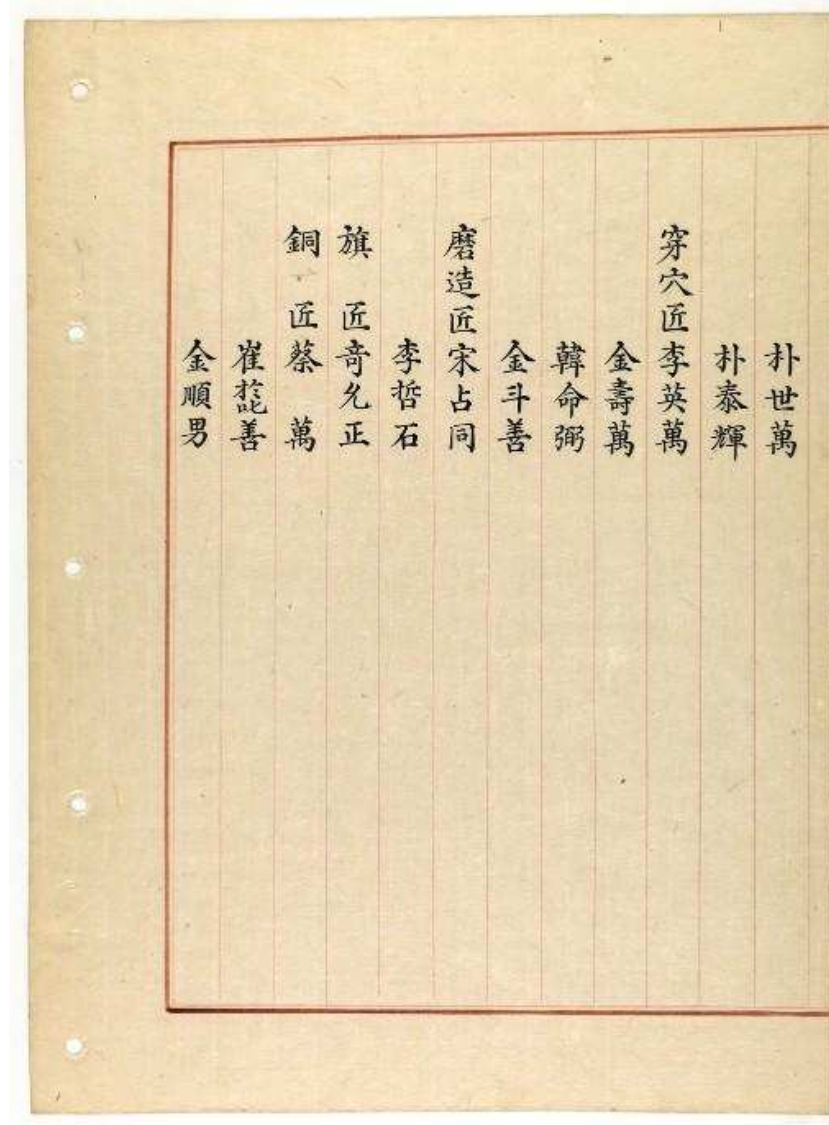 朴世萬
朴泰輝
穿穴匠李英萬
金壽萬
韓命弼
金斗善
磨造匠宋占同
李哲石
旗匠奇允正
銅匠蔡萬
崔善
金順男